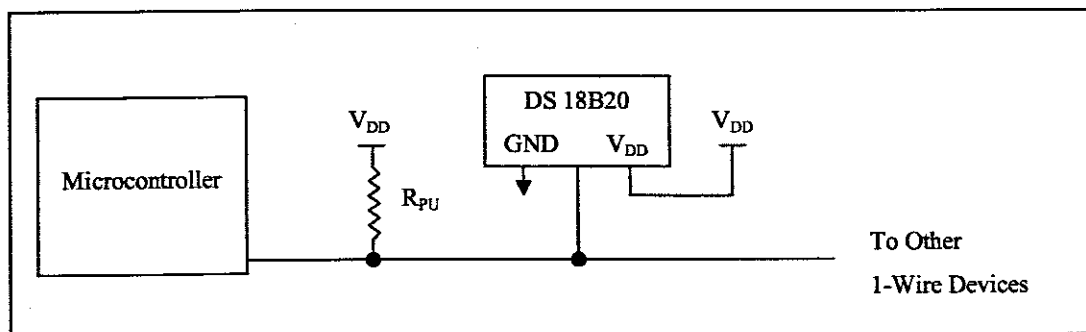 Microcontroller
V_DD
R_PU
DS 18B20
GND V_DD
V_DD
To Other
1-Wire Devices